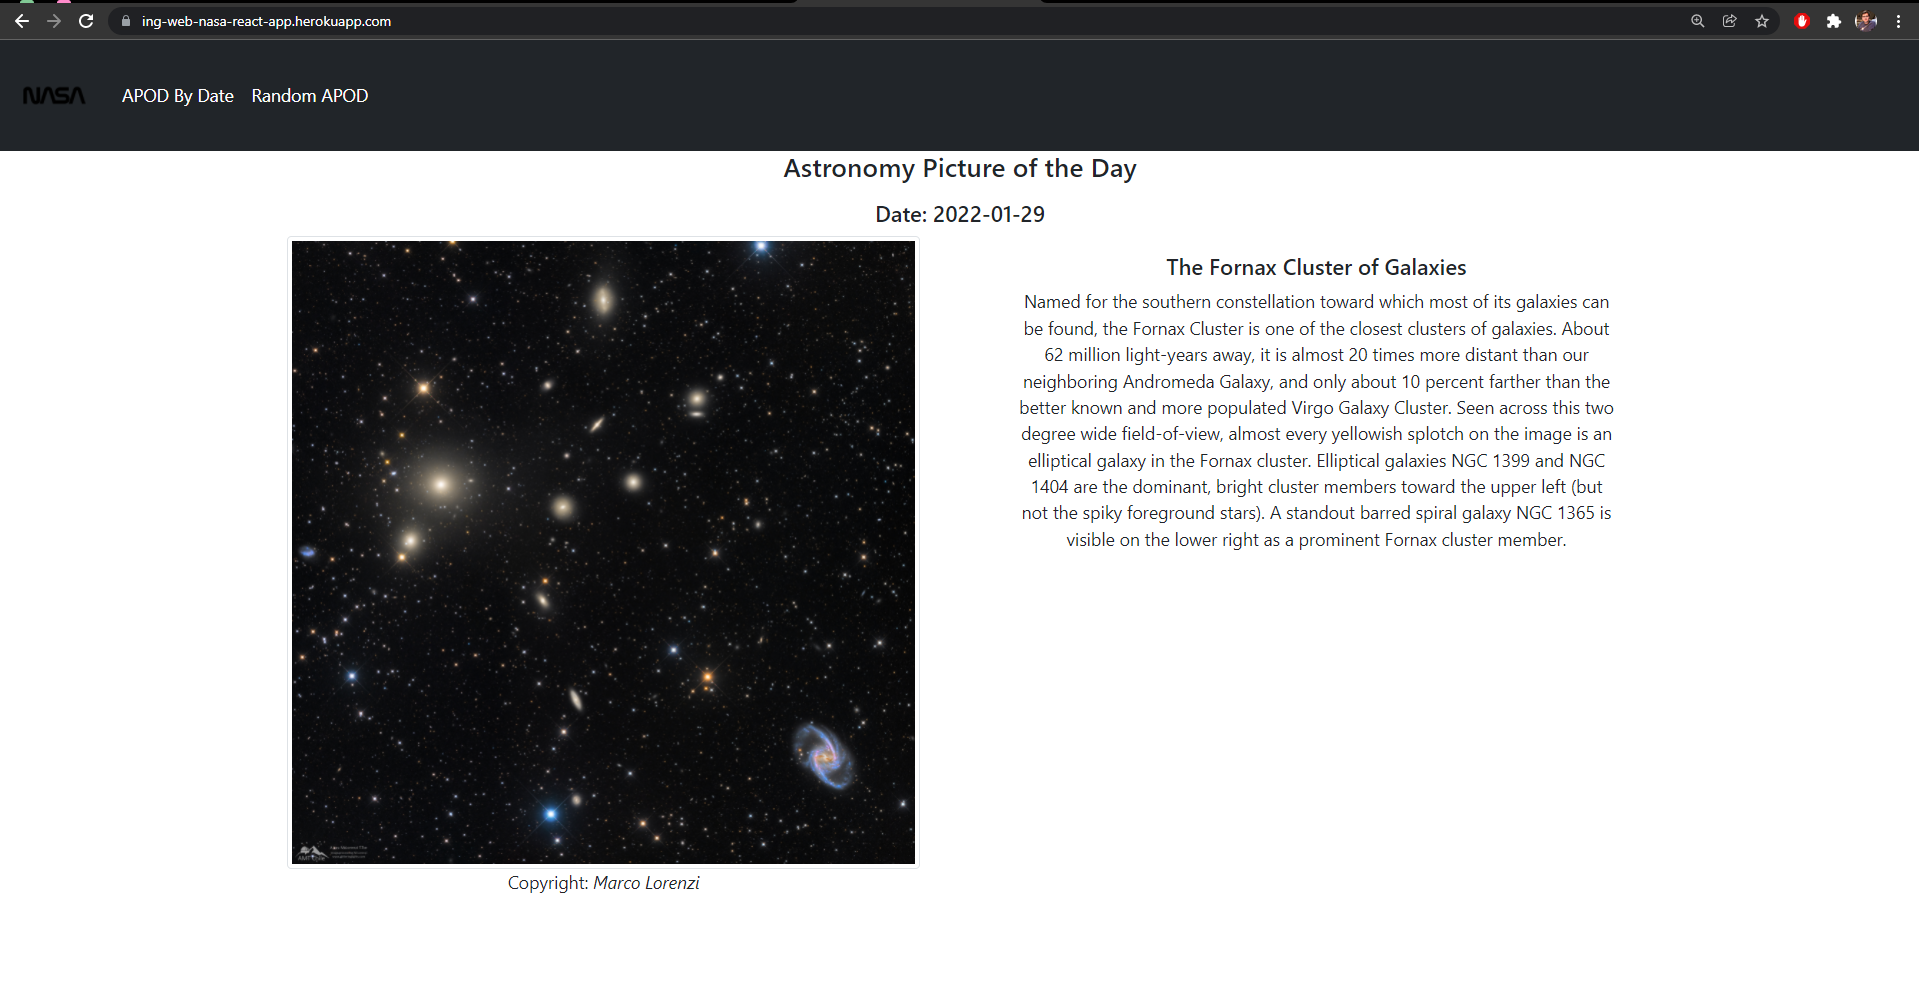 ing-web-nasa-react-app.herokuapp.com
NASA APOD By Date Random APOD
Astronomy Picture of the Day
Date: 2022-01-29
The Fornax Cluster of Galaxies
Named for the southern constellation toward which most of its galaxies can
be found, the Fornax Cluster is one of the closest clusters of galaxies. About
62 million light-years away, it is almost 20 times more distant than our
neighboring Andromeda Galaxy, and only about 10 percent farther than the
better known and more populated Virgo Galaxy Cluster. Seen across this two
degree wide field-of-view, almost every yellowish splotch on the image is an
elliptical galaxy in the Fornax cluster. Elliptical galaxies NGC 1399 and NGC
1404 are the dominant, bright cluster members toward the upper left (but
not the spiky foreground stars). A standout barred spiral galaxy NGC 1365 is
visible on the lower right as a prominent Fornax cluster member.
Copyright: Marco Lorenzi